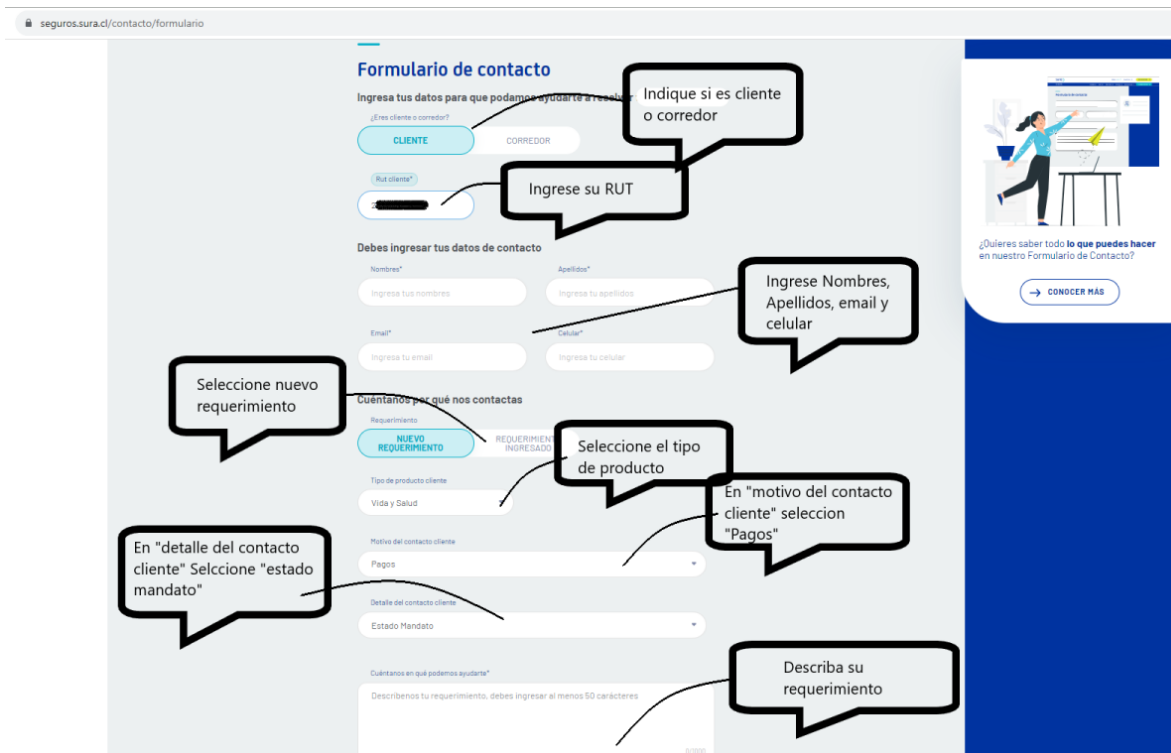 seguros.sura.cl/contacto/formulario
Formulario de contacto
Ingresa tus datos para que podamos ayudarte a resolver
¿Eres cliente o corredor?
CLIENTE
CORREDOR
Indique si es cliente
o corredor
Rut cliente*
Ingrese su RUT
Debes ingresar tus datos de contacto
Nombres*
Apellidos*
Ingresa tus nombres
Ingresa tu apellidos
Email*
Celular*
Ingresa tu email
Ingresa tu celular
Ingrese Nombres,
Apellidos, email y
celular
Seleccione nuevo
requerimiento
Cuéntanos por qué nos contactas
Requerimiento
NUEVO
REQUERIMIENTO
INGRESADO
Seleccione el tipo
de producto
Tipo de producto cliente
Vida y Salud
En "motivo del contacto
cliente" seleccion
"Pagos"
Motivo del contacto cliente
Pagos
En "detalle del contacto
cliente" Selccione "estado
mandato"
Detalle del contacto cliente
Estado Mandato
Cuéntanos en qué podemos ayudarte*
Descríbenos tu requerimiento, debes ingresar al menos 50 carácteres
0/1000
Describa su
requerimiento
¿Quieres saber todo lo que puedes hacer
en nuestro Formulario de Contacto?
CONOCER MÁS